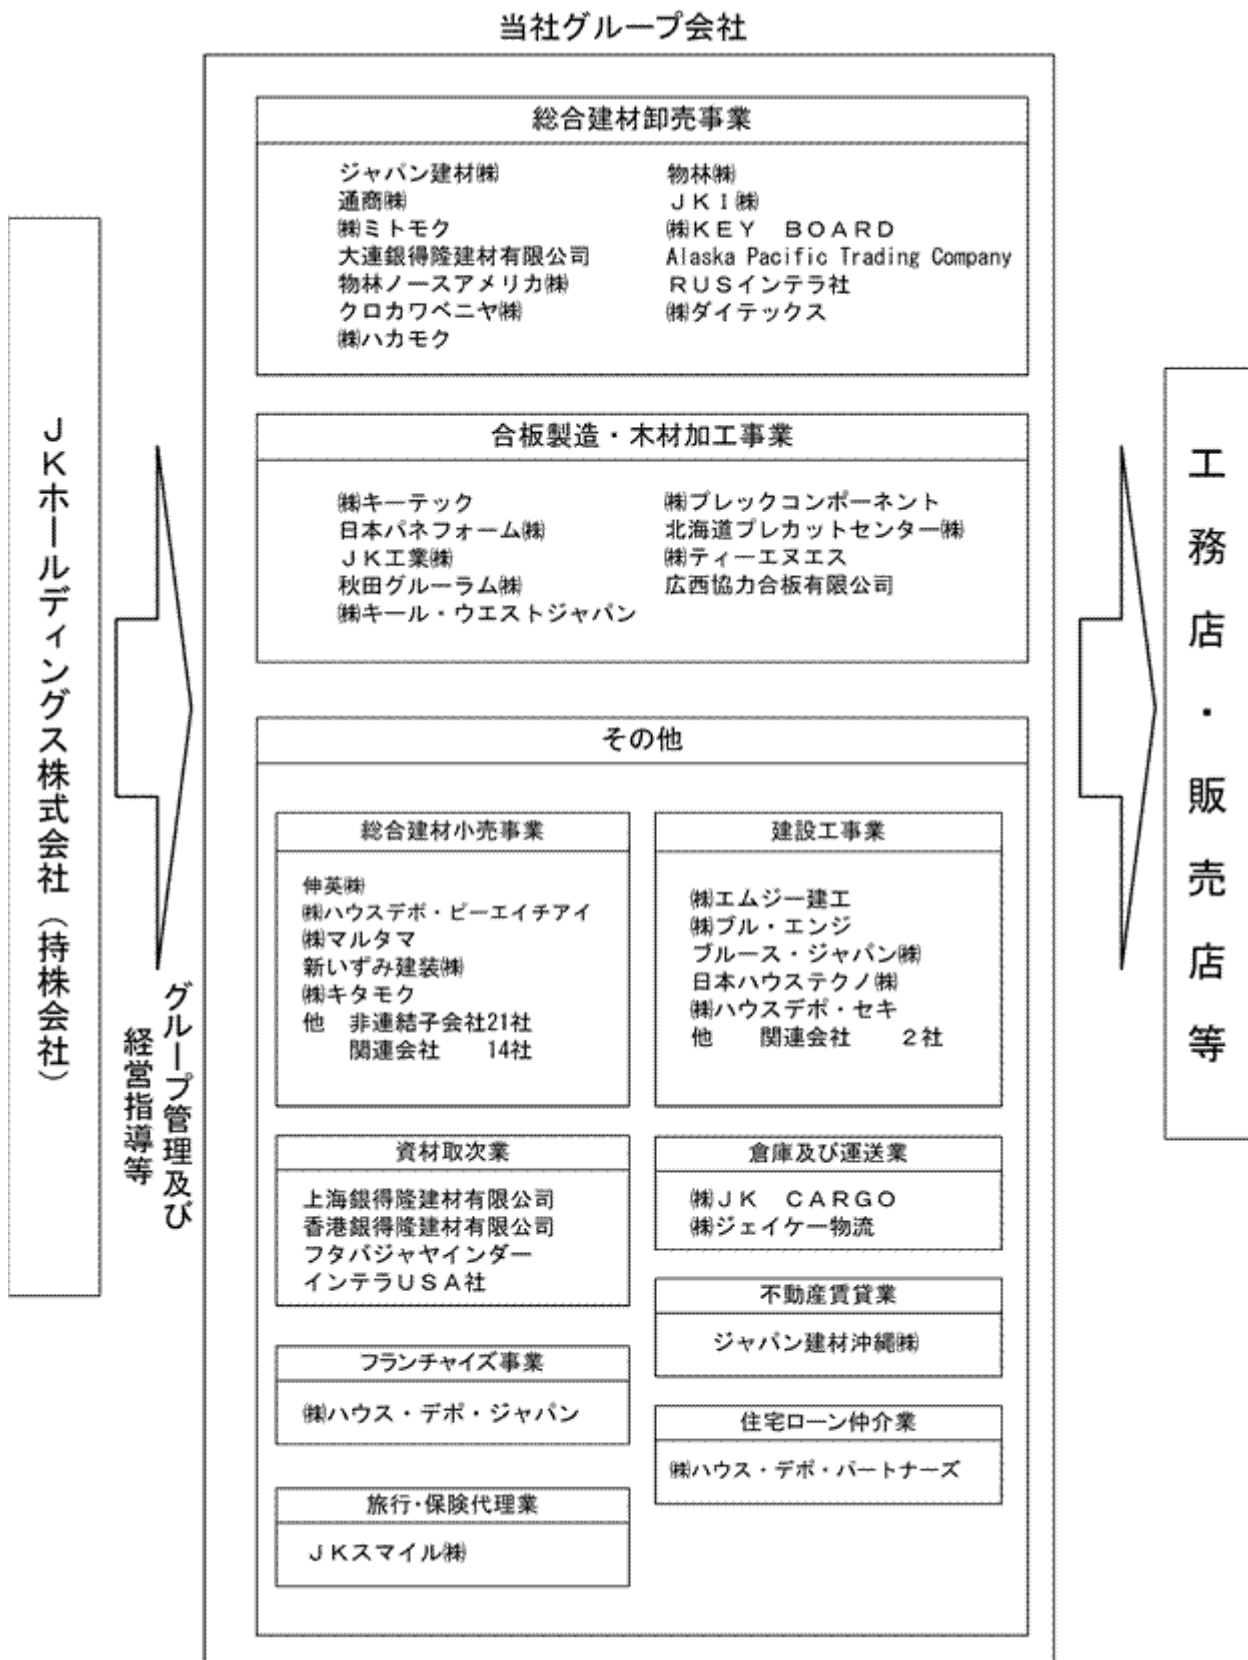 当社グループ会社
JKホールディングス株式会社（持株会社）
グループ管理及び
経営指導等
総合建材卸売事業
ジャパン建材㈱
通商㈱
㈱ミトモク
大連銀得隆建材有限公司
物林ノースアメリカ㈱
クロカワベニヤ㈱
㈱ハカモク
物林㈱
ＪＫＩ㈱
㈱ＫＥＹ　ＢＯＡＲＤ
Alaska Pacific Trading Company
ＲＵＳインテラ社
㈱ダイテックス
合板製造・木材加工事業
㈱キーテック
日本パネフォーム㈱
ＪＫ工業㈱
秋田グルーラム㈱
㈱キール・ウエストジャパン
㈱ブレックコンポーネント
北海道プレカットセンター㈱
㈱ティーエヌエス
広西協力合板有限公司
その他
総合建材小売事業
伸英㈱
㈱ハウスデポ・ピーエイチアイ
㈱マルタマ
新いずみ建装㈱
㈱キタモク
他　非連結子会社21社
関連会社　14社
建設工事業
㈱エムジー建工
㈱ブル・エンジ
ブルース・ジャパン㈱
日本ハウステクノ㈱
㈱ハウスデポ・セキ
他　関連会社　２社
資材取次業
上海銀得隆建材有限公司
香港銀得隆建材有限公司
フタバジャヤインダー
インテラＵＳＡ社
倉庫及び運送業
㈱ＪＫ　ＣＡＲＧＯ
㈱ジェイケー物流
不動産賃貸業
ジャパン建材沖縄㈱
フランチャイズ事業
㈱ハウス・デポ・ジャパン
住宅ローン仲介業
㈱ハウス・デポ・パートナーズ
旅行・保険代理業
ＪＫスマイル㈱
工務店・販売店等